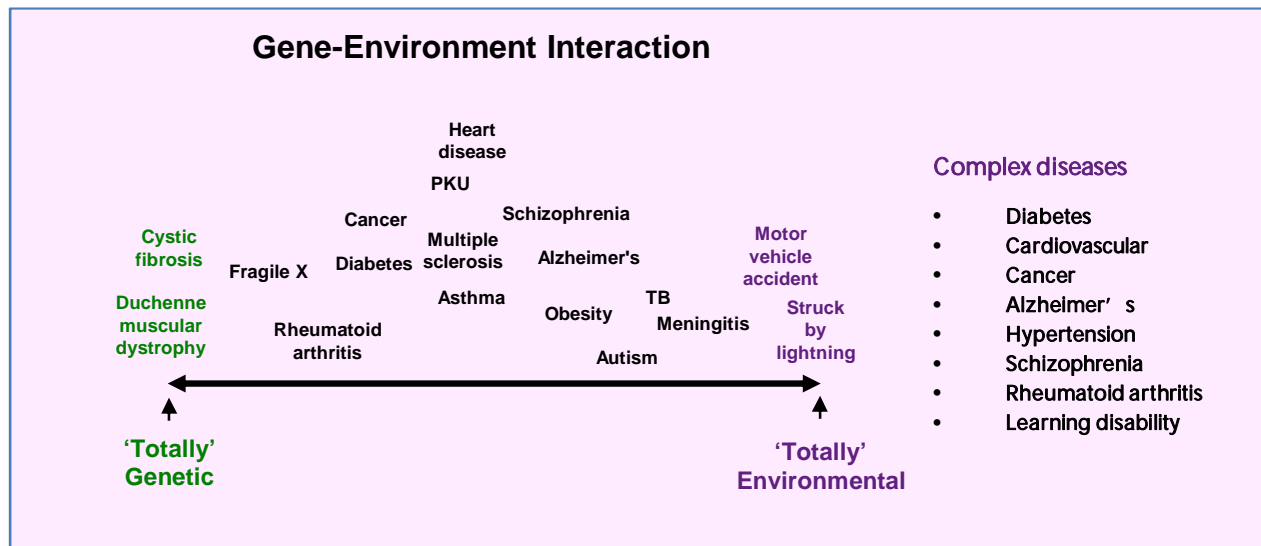 Gene-Environment Interaction
Heart
disease
PKU
Cancer
Schizophrenia
Cystic
fibrosis
Fragile X
Diabetes
Multiple
sclerosis
Alzheimer's
Motor
vehicle
accident
Duchenne
muscular
dystrophy
Rheumatoid
arthritis
Asthma
Obesity
TB
Meningitis
Autism
Struck
by
lightning
‘Totally’
Genetic
‘Totally’
Environmental
Complex diseases
• Diabetes
• Cardiovascular
• Cancer
• Alzheimer’ s
• Hypertension
• Schizophrenia
• Rheumatoid arthritis
• Learning disability